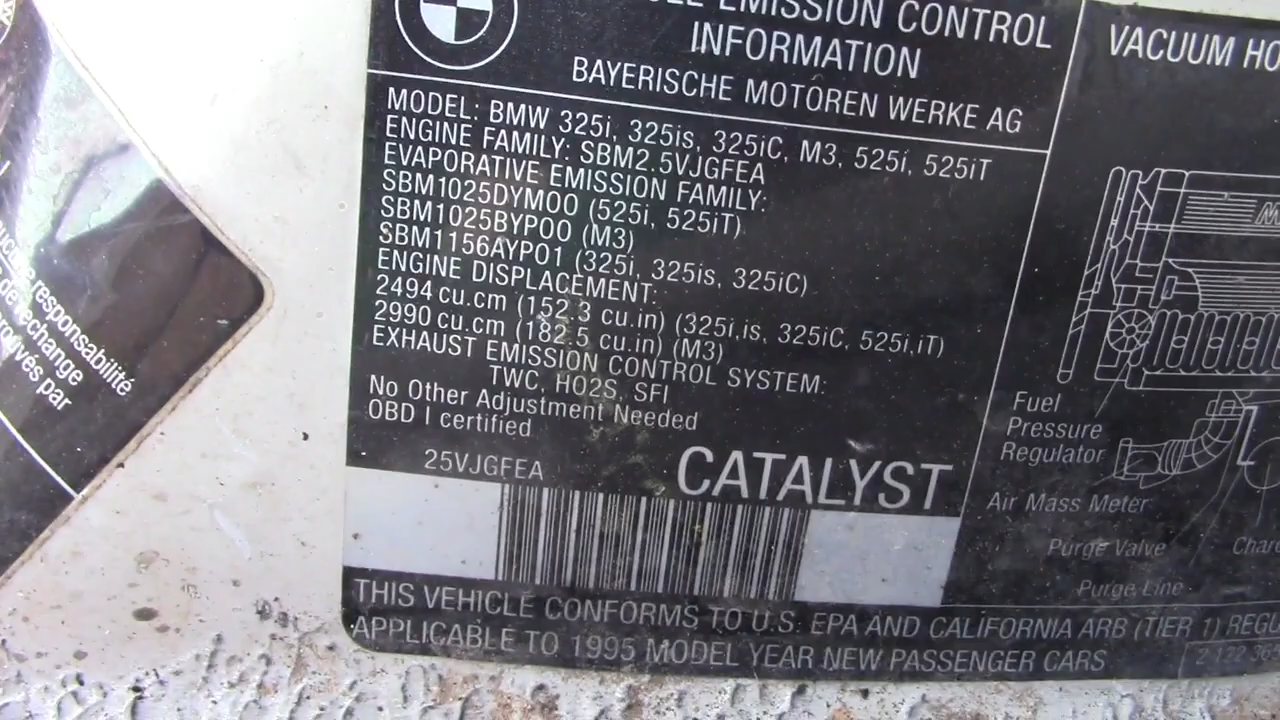 EMISSION CONTROL
INFORMATION
BAYERISCHE MOTOREN WERKE AG
MODEL: BMW 325i, 325is, 325iC, M3, 525i, 525iT
ENGINE FAMILY: SBM2.5VJGFEA
EVAPORATIVE EMISSION FAMILY:
SBM1025DYM00 (525i, 525iT)
SBM1025BYP00 (M3)
SBM1156AYP01 (325i, 325is, 325iC)
ENGINE DISPLACEMENT:
2494 cu.cm (152.3 cu.in) (325i,is, 325iC, 525i,iT)
2990 cu.cm (182.5 cu.in) (M3)
EXHAUST EMISSION CONTROL SYSTEM:
TWC, HO2S, SFI
No Other Adjustment Needed
OBD I certified
25VJGFEA
CATALYST
THIS VEHICLE CONFORMS TO U.S. EPA AND CALIFORNIA ARB (TIER 1)
APPLICABLE TO 1995 MODEL YEAR NEW PASSENGER CARS
VACUUM
Fuel
Pressure
Regulator
Air Mass Meter
Purge Valve
Purge Line
responsabilité
de rechange
par